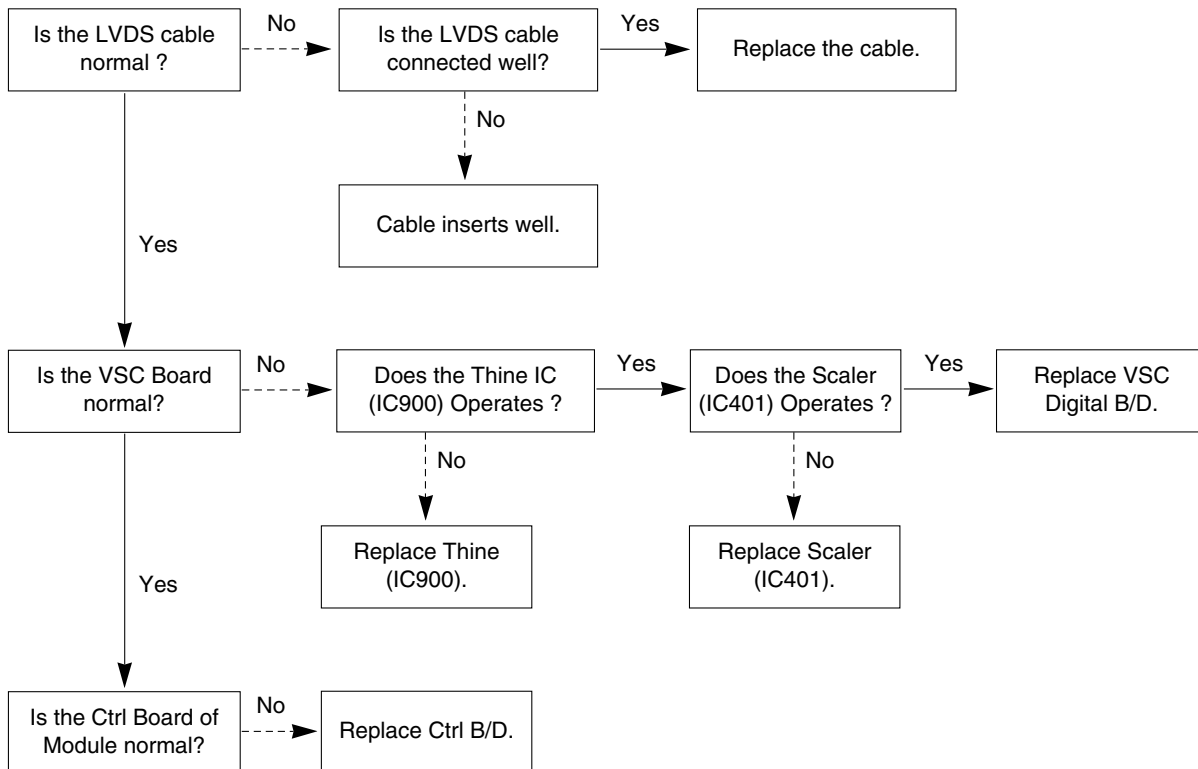 Is the LVDS cable
normal ?
No
Is the LVDS cable
connected well?
Yes
Replace the cable.
No
Cable inserts well.
Yes
Is the VSC Board
normal?
No
Does the Thine IC
(IC900) Operates ?
Yes
Does the Scaler
(IC401) Operates ?
Yes
Replace VSC
Digital B/D.
No
Replace Thine
(IC900).
No
Replace Scaler
(IC401).
Yes
Is the Ctrl Board of
Module normal?
No
Replace Ctrl B/D.